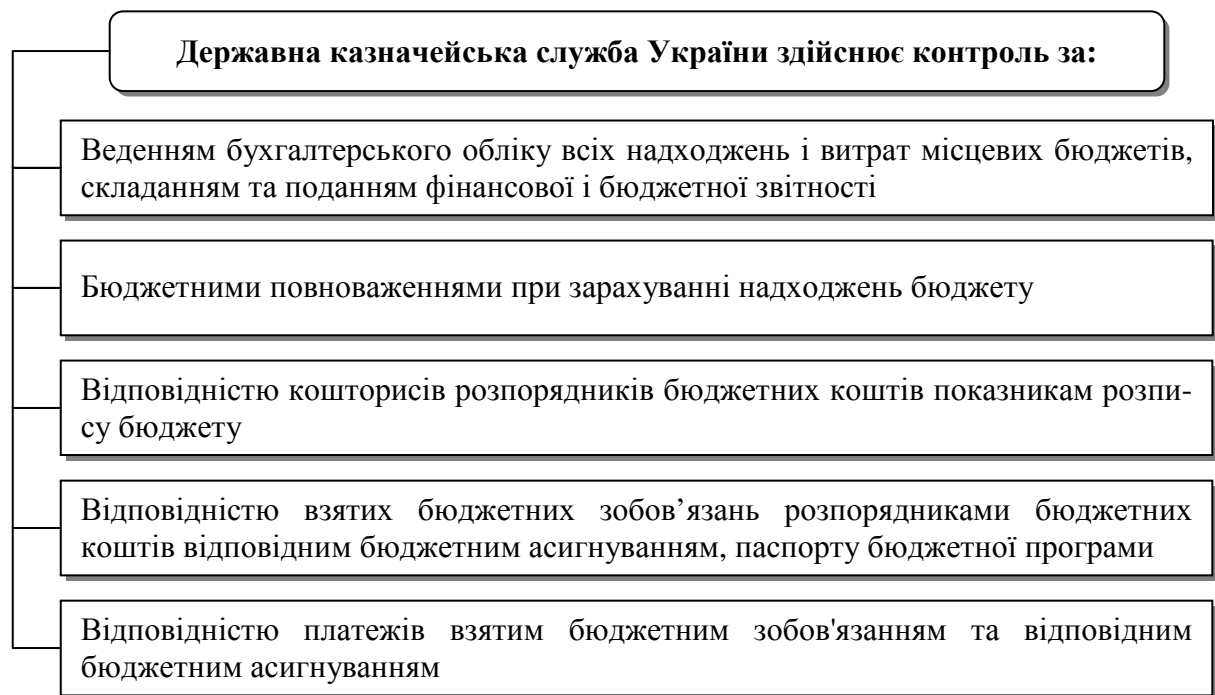 Державна казначейська служба України здійснює контроль за:
Веденням бухгалтерського обліку всіх надходжень і витрат місцевих бюджетів,
складанням та поданням фінансової і бюджетної звітності
Бюджетними повноваженнями при зарахуванні надходжень бюджету
Відповідністю кошторисів розпорядників бюджетних коштів показникам розпи-
су бюджету
Відповідністю взятих бюджетних зобов’язань розпорядниками бюджетних
коштів відповідним бюджетним асигнуванням, паспорту бюджетної програми
Відповідністю платежів взятим бюджетним зобов'язанням та відповідним
бюджетним асигнуванням